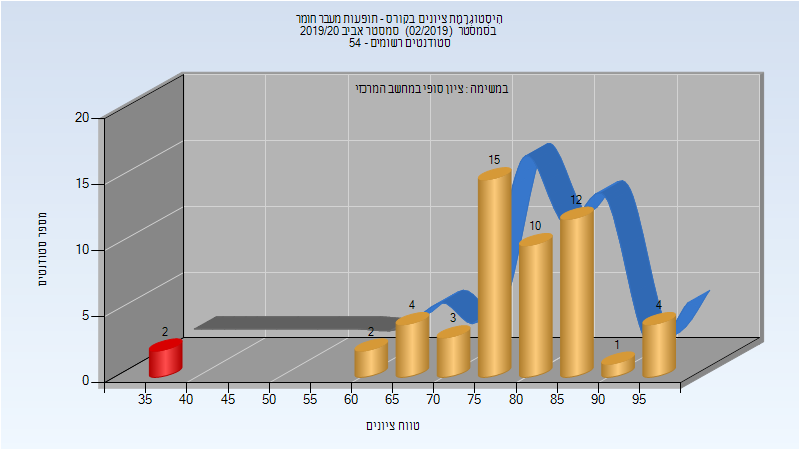 היסטוגרמת ציונים בקורס - תופעות מעבר חומר
בסמסטר (02/2019) סמסטר אביב 2019/20
סטודנטים רשומים - 54
במשימה : ציון סופי במחשב המרכזי
מספר סטודנטים
20
15
10
5
0
2
2
4
3
15
10
12
1
4
35 40 45 50 55 60 65 70 75 80 85 90 95
טווח ציונים